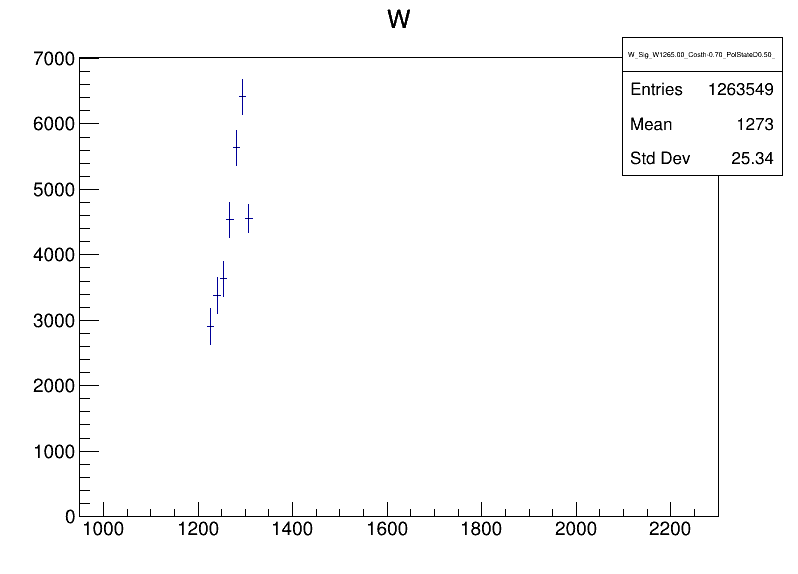 W
W_Sig_W1265.00_Costh-0.70_PolStateD0.50_
Entries 1263549
Mean 1273
Std Dev 25.34
7000
6000
5000
4000
3000
2000
1000
0
1000 1200 1400 1600 1800 2000 2200